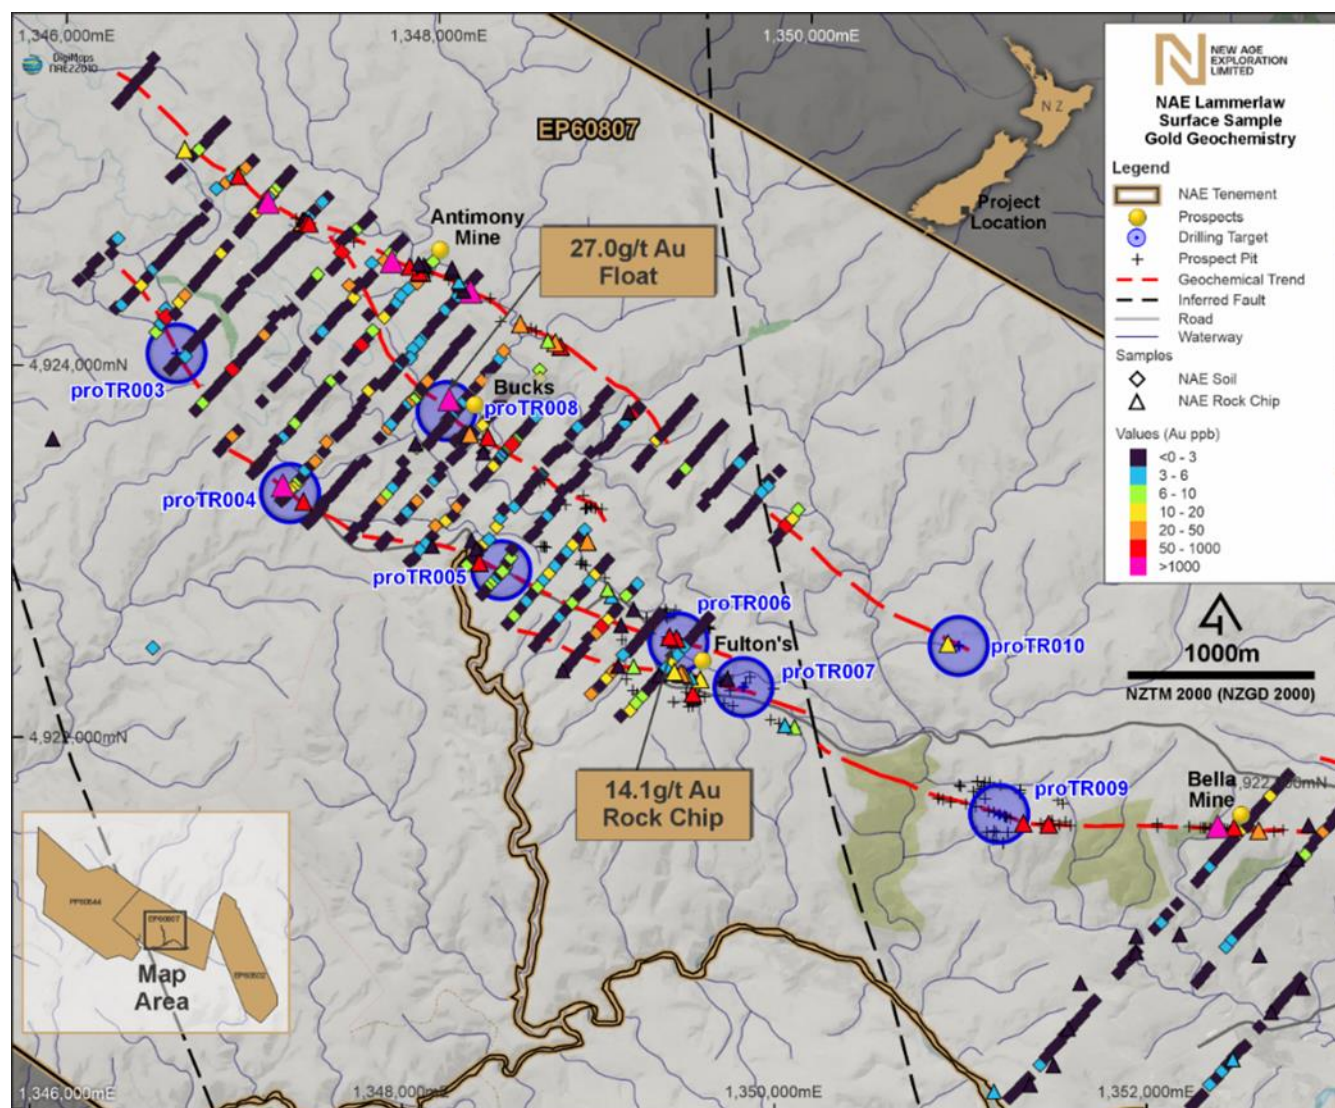 1,346,000mE
1,348,000mE
1,350,000mE
DigiMaps
NAE22010
EP60807
NZ
Project
Location
NEW AGE
EXPLORATION
LIMITED
NAE Lammerlaw
Surface Sample
Gold Geochemistry
Legend
NAE Tenement
Prospects
Drilling Target
Prospect Pit
Geochemical Trend
Inferred Fault
Road
Waterway
Samples
NAE Soil
NAE Rock Chip
Values (Au ppb)
<0 - 3
3 - 6
6 - 10
10 - 20
20 - 50
50 - 1000
>1000
Antimony
Mine
27.0g/t Au
Float
4,924,000mN
proTR003
Bucks
proTR008
proTR004
proTR005
proTR006
Fulton's
proTR007
proTR010
1000m
NZTM 2000 (NZGD 2000)
4,922,000mN
14.1g/t Au
Rock Chip
proTR009
Bella
Mine
EP60807
Map
Area
1,346,000mE
1,348,000mE
1,350,000mE
1,352,000mE